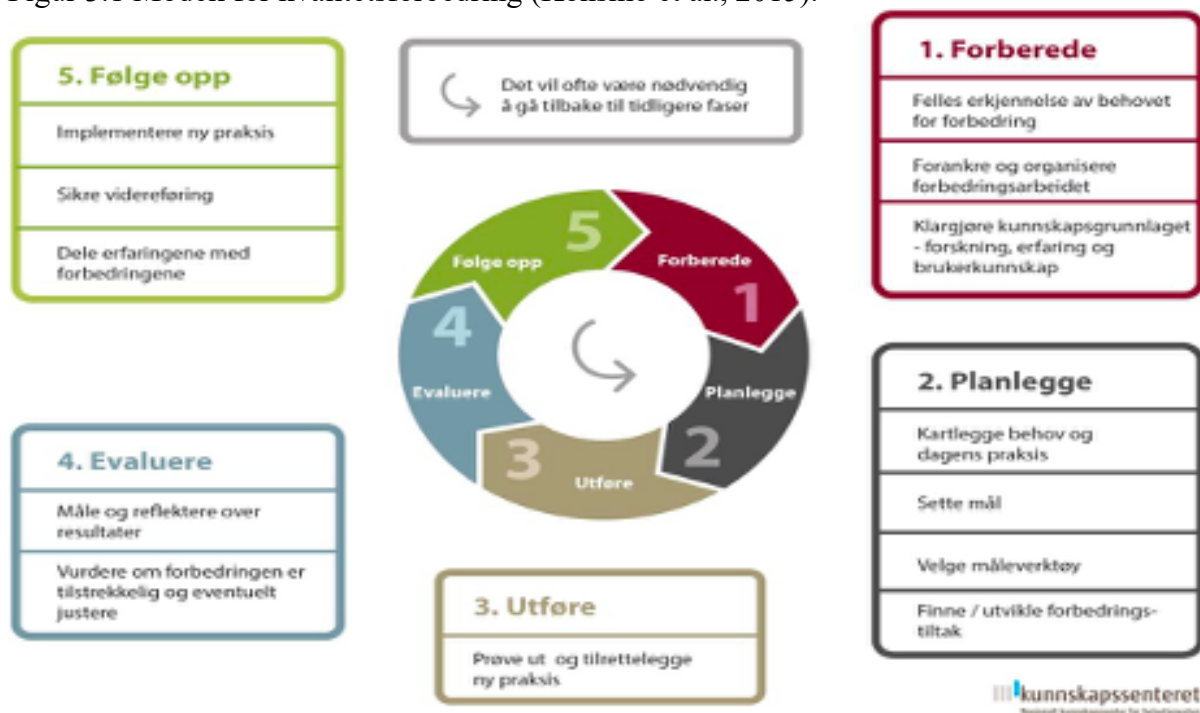 5. Følge opp
Implementere ny praksis
Sikre videreføring
Dele erfaringene med
forbedringene
Det vil ofte være nødvendig
å gå tilbake til tidligere faser
1. Forberede
Felles erkjennelse av behovet
for forbedring
Forankre og organisere
forbedringsarbeidet
Klargjøre kunnskapsgrunnlaget
- forskning, erfaring og
brukerkunnskap
5
Følge opp
Forberede
1
4
Evaluere
Planlegge
2
3
Utføre
2. Planlegge
Kartlegge behov og
dagens praksis
Sette mål
Velge måleverktøy
Finne / utvikle forbedrings-
tiltak
4. Evaluere
Måle og reflektere over
resultater
Vurdere om forbedringen er
tilstrekkelig og eventuelt
justere
3. Utføre
Prøve ut og tilrettelegge
ny praksis
kunnskapssenteret